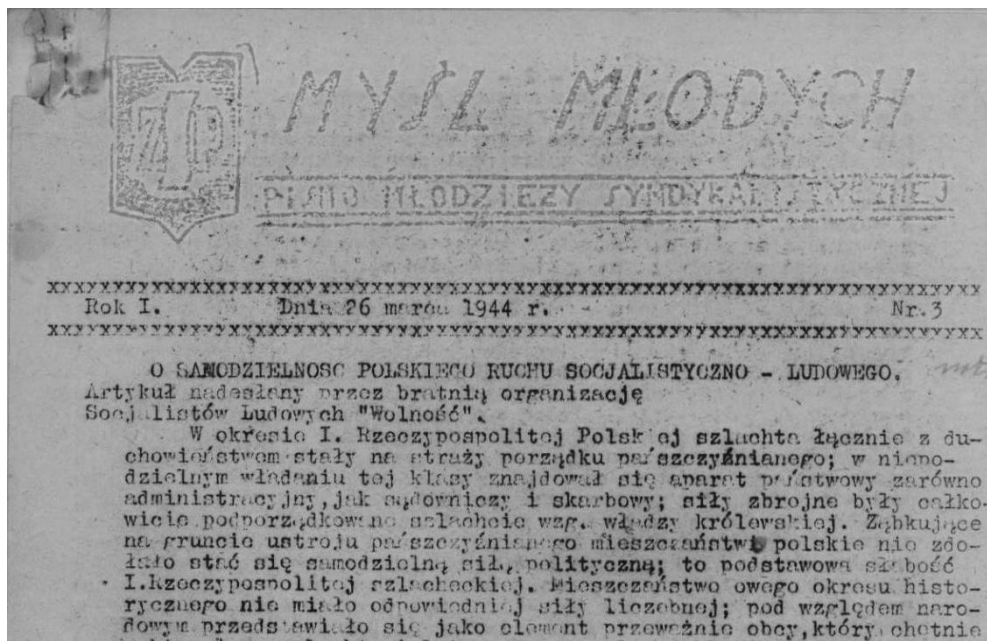 ZLP
MYŚL MŁODYCH
PISMO MŁODZIEŻY SYNDYKALISTYCZNEJ
xxxxxxxxxxxxxxxxxxxxxxxxxxxxxxxxxxxxxxxxxxxxxxxxxxxxxxxxxxxxxxxxxxxxxxxx
Rok I. Dnia 26 marca 1944 r. Nr.3
xxxxxxxxxxxxxxxxxxxxxxxxxxxxxxxxxxxxxxxxxxxxxxxxxxxxxxxxxxxxxxxxxxxxxxxx
O SAMODZIELNOSC POLSKIEGO RUCHU SOCJALISTYCZNO - LUDOWEGO.
Artykuł nadesłany przez bratnią organizację
Socjalistów Ludowych "Wolność".
W okresie I. Rzeczypospolitej Polskiej szlachta łącznie z du-
chowieństwem stały na straży porządku pańszczyźnianego; w niepo-
dzielnym władaniu tej klasy znajdował się aparat państwowy zarówno
administracyjny, jak sądowniczy i skarbowy; siły zbrojne były całko-
wicie podporządkowane szlachcie wzg. władzy królewskiej. Ząbkujące
na gruncie ustroju pańszczyźnianego mieszczaństwo polskie nie zdo-
łało stać się samodzielną siłą polityczną; to podstawowa słabość
I.Rzeczypospolitej szlacheckiej. Mieszczaństwo owego okresu histo-
rycznego nie miało odpowiedniej siły liczebnej; pod względem naro-
dowym przedstawiało się jako element przeważnie obcy, który chętnie